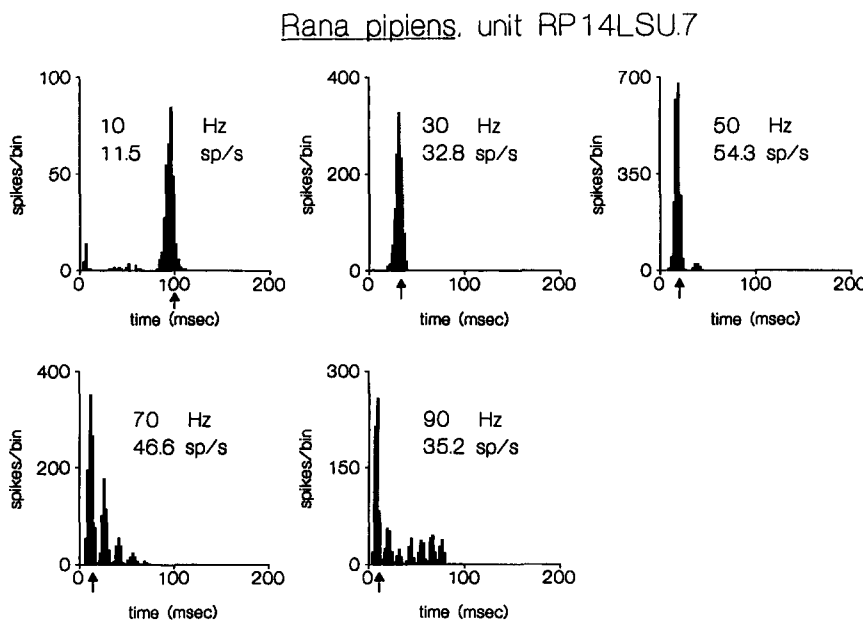 Rana pipiens, unit RP14LSU.7
100
50
0
spikes/bin
10 Hz
11.5 sp/s
0 100 200
time (msec)
400
200
0
spikes/bin
30 Hz
32.8 sp/s
0 100 200
time (msec)
700
350
0
spikes/bin
50 Hz
54.3 sp/s
0 100 200
time (msec)
400
200
0
spikes/bin
70 Hz
46.6 sp/s
0 100 200
time (msec)
300
150
0
spikes/bin
90 Hz
35.2 sp/s
0 100 200
time (msec)